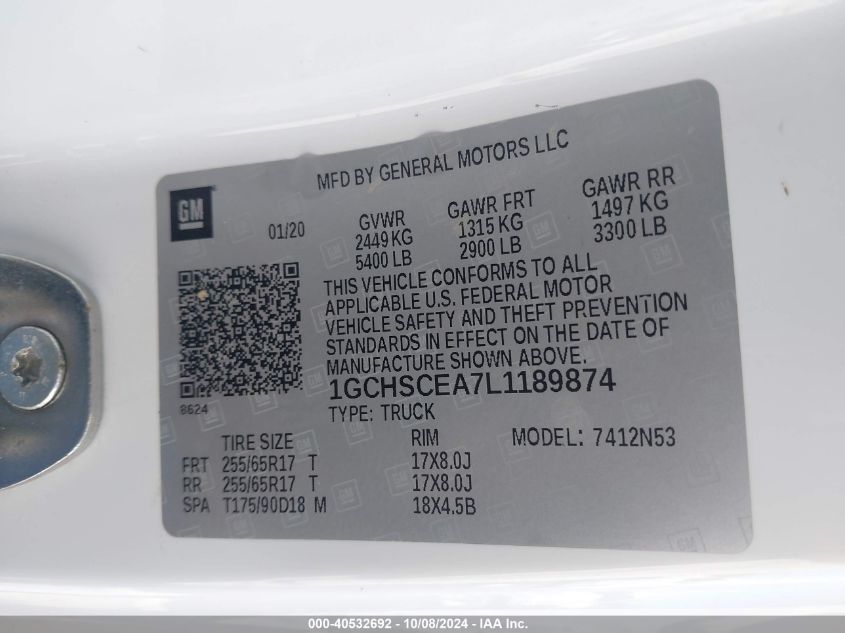 MFD BY GENERAL MOTORS LLC
GM
01/20 GVWR GAWR FRT GAWR RR
2449 KG 1315 KG 1497 KG
5400 LB 2900 LB 3300 LB
THIS VEHICLE CONFORMS TO ALL
APPLICABLE U.S. FEDERAL MOTOR
VEHICLE SAFETY AND THEFT PREVENTION
STANDARDS IN EFFECT ON THE DATE OF
MANUFACTURE SHOWN ABOVE.
1GCHSCEA7L1189874
8624
TYPE: TRUCK
TIRE SIZE RIM MODEL: 7412N53
FRT 255/65R17 T 17X8.0J
RR 255/65R17 T 17X8.0J
SPA T175/90D18 M 18X4.5B
000-40532692 - 10/08/2024 - IAA Inc.